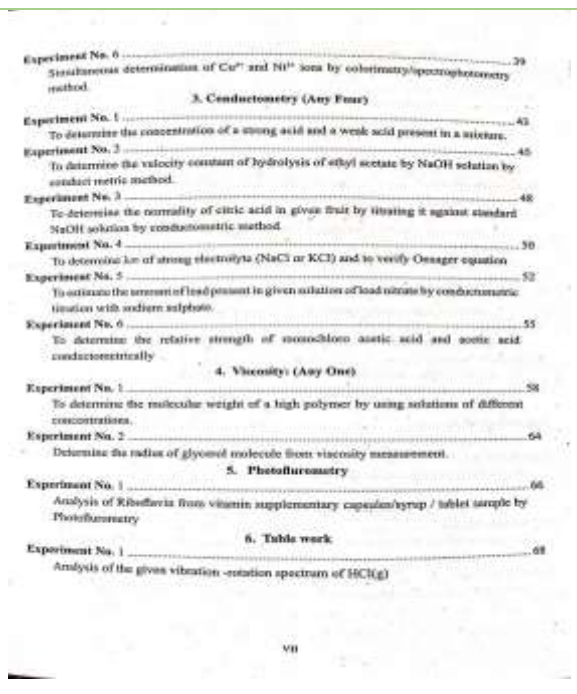 Experiment No. 6 ........ 39
Simultaneous determination of Cu²⁺ and Ni²⁺ ions by colorimetry/spectrophotometry
method.
3. Conductometry (Any Four)
Experiment No. 1 ........ 43
To determine the concentration of a strong acid and a weak acid present in a mixture.
Experiment No. 2 ........ 45
To determine the velocity constant of hydrolysis of ethyl acetate by NaOH solution by
conduct metric method.
Experiment No. 3 ........ 48
To determine the normality of citric acid in given fruit by titrating it against standard
NaOH solution by conductometric method.
Experiment No. 4 ........ 50
To determine of strong electrolyte (NaCl or KCl) and to verify Onsager equation
Experiment No. 5 ........ 52
To estimate the amount of lead present in given solution of lead nitrate by conductometric
titration with sodium sulphate.
Experiment No. 6 ........ 55
To determine the relative strength of monochloro acetic acid and acetic acid
conductometrically
4. Viscosity: (Any One)
Experiment No. 1 ........ 58
To determine the molecular weight of a high polymer by using solutions of different
concentrations.
Experiment No. 2 ........ 64
Determine the radius of glycerol molecule from viscosity measurement.
5. Photoflurometry
Experiment No. 1 ........ 66
Analysis of Riboflavin from vitamin supplementary capsules/syrup / tablet sample by
Photoflurometry
6. Table work
Experiment No. 1 ........ 68
Analysis of the given vibration -rotation spectrum of HCl(g)
VII